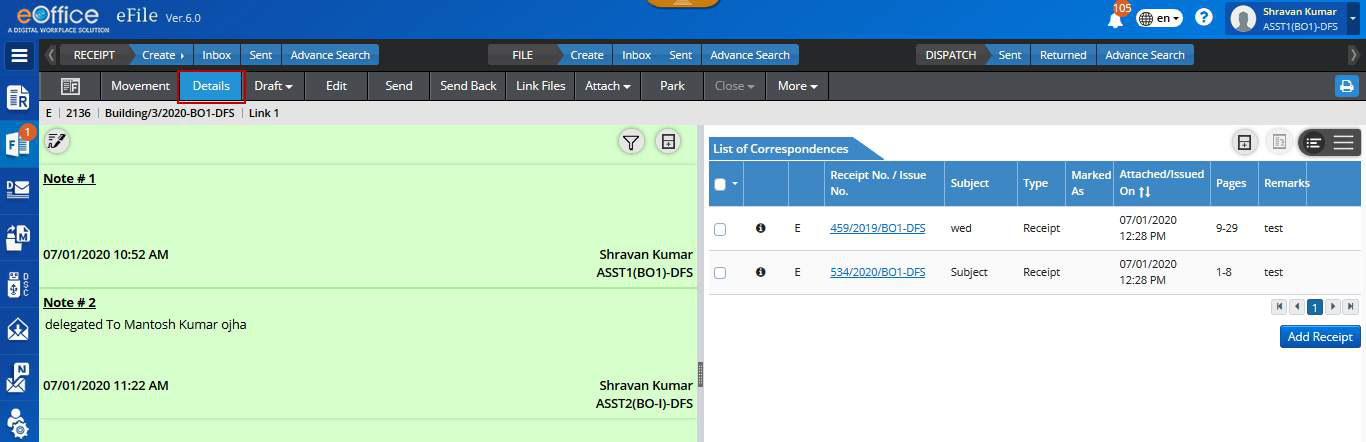 eOffice eFile Ver.6.0
A DIGITAL WORKPLACE SOLUTION
105
en
?
Shravan Kumar
ASST1(BO1)-DFS
RECEIPT Create Inbox Sent Advance Search
FILE Create Inbox Sent Advance Search
DISPATCH Sent Returned Advance Search
Movement Details Draft Edit Send Send Back Link Files Attach Park Close More
E 2136 Building/3/2020-BO1-DFS Link 1
R
F 1
D
M
DSC
N
Note # 1
07/01/2020 10:52 AM Shravan Kumar
ASST1(BO1)-DFS
Note # 2
delegated To Mantosh Kumar ojha
07/01/2020 11:22 AM Shravan Kumar
ASST2(BO-I)-DFS
List of Correspondences
Receipt No. / Issue No. Subject Type Marked As Attached/Issued On Pages Remarks
E 459/2019/BO1-DFS wed Receipt 07/01/2020 12:28 PM 9-29 test
E 534/2020/BO1-DFS Subject Receipt 07/01/2020 12:28 PM 1-8 test
1
Add Receipt